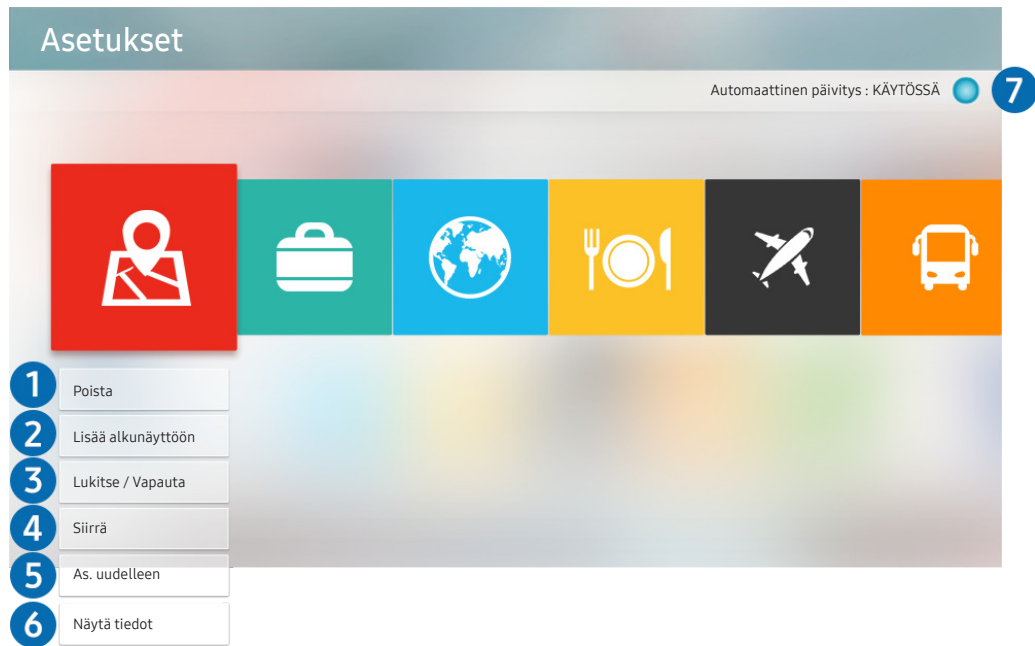 Asetukset
Automaattinen päivitys : KÄYTÖSSÄ 7
1 Poista
2 Lisää alkunäyttöön
3 Lukitse / Vapauta
4 Siirrä
5 As. uudelleen
6 Näytä tiedot